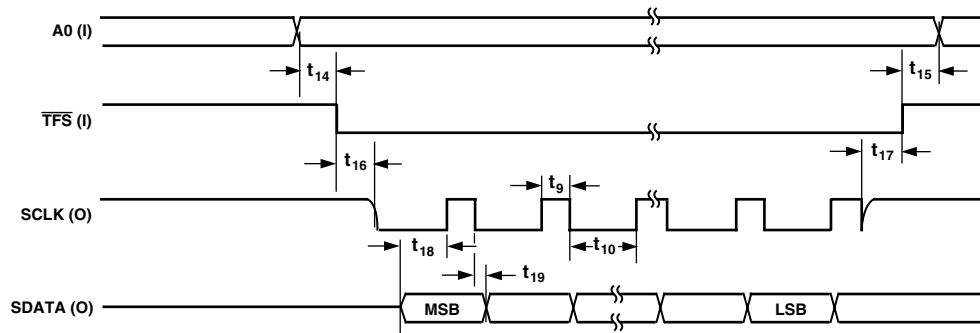 A0 (I)
t14
t15
TFS (I)
t16
t17
t9
SCLK (O)
t18
t10
t19
SDATA (O)
MSB
LSB